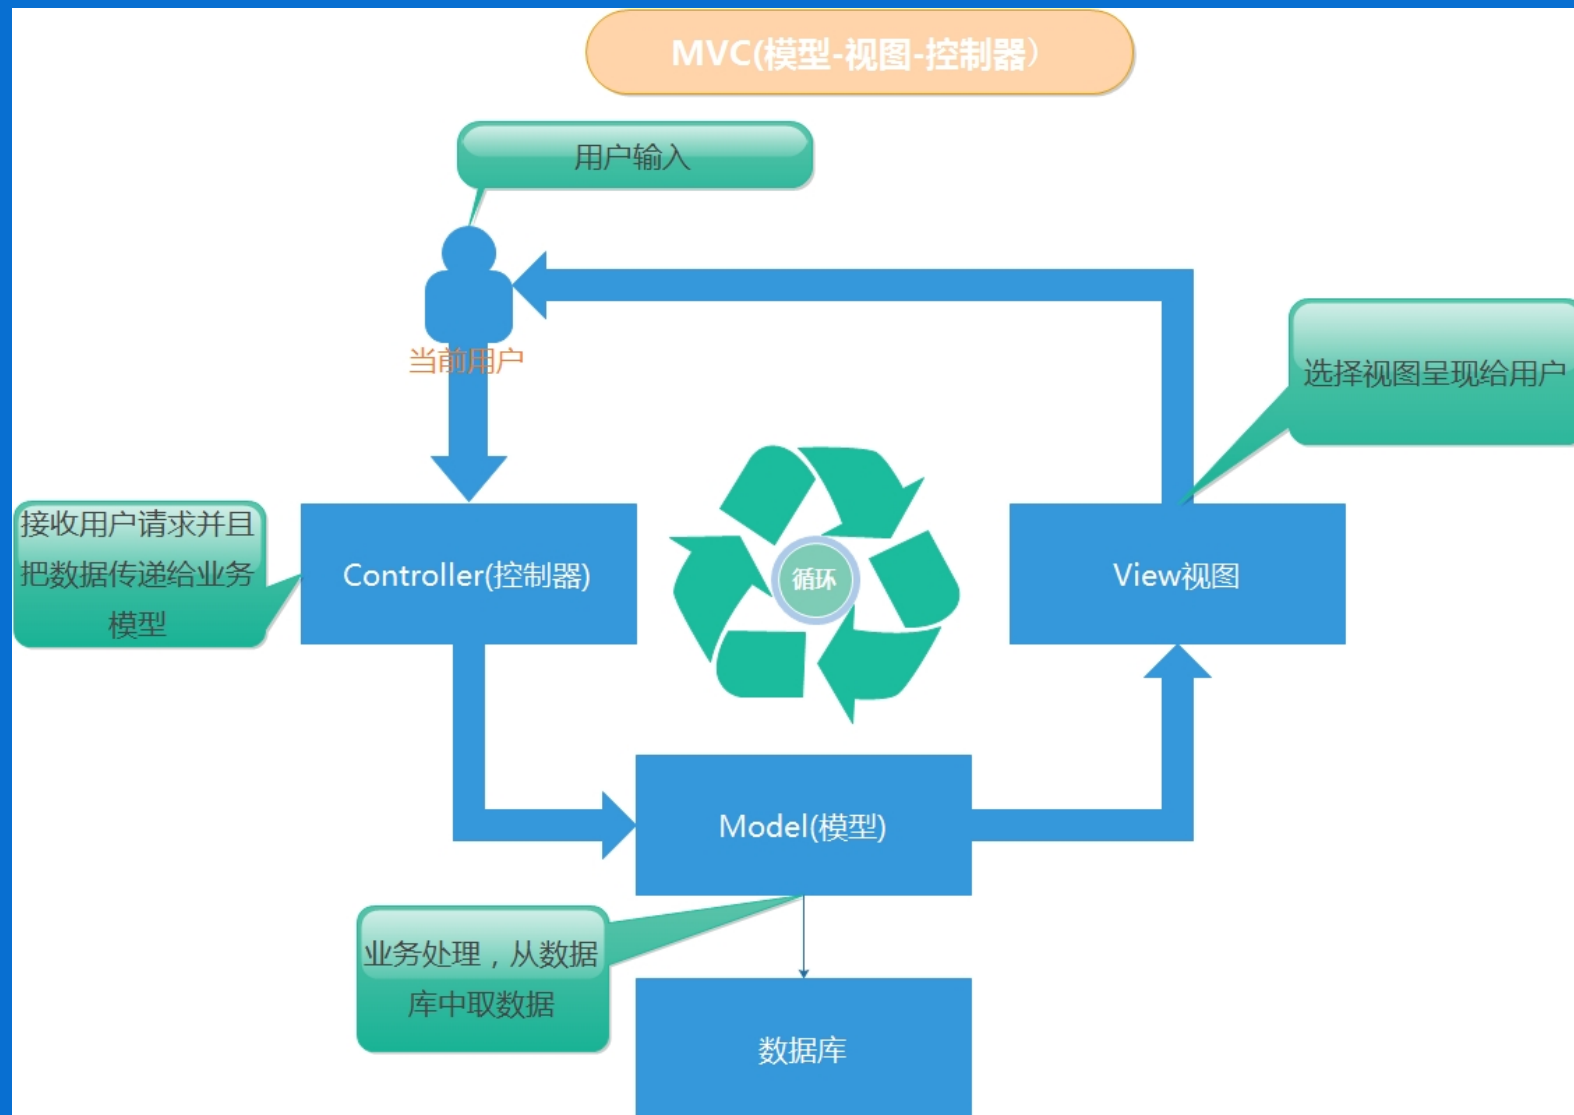 MVC(模型-视图-控制器）
用户输入
当前用户
选择视图呈现给用户
接收用户请求并且
把数据传递给业务
模型
Controller(控制器)
循环
View视图
Model(模型)
业务处理，从数据
库中取数据
数据库